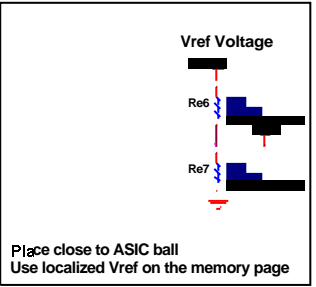 Vref Voltage
Re6
Re7
Place close to ASIC ball
Use localized Vref on the memory page